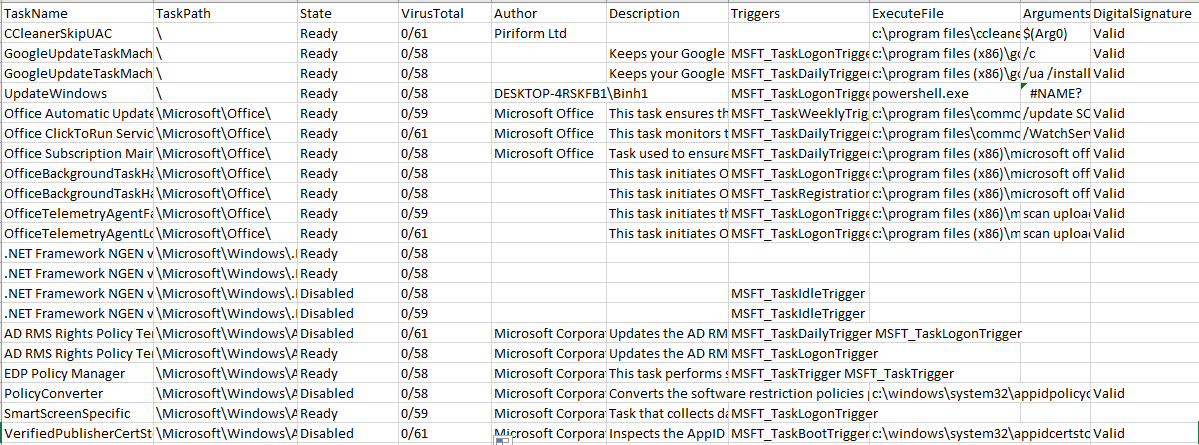 TaskName TaskPath State VirusTotal Author Description Triggers ExecuteFile Arguments DigitalSignature
CCleanerSkipUAC \ Ready 0/61 Piriform Ltd c:\program files\ccleane $(Arg0) Valid
GoogleUpdateTaskMach \ Ready 0/58 Keeps your Google MSFT_TaskLogonTrigger c:\program files (x86)\go /c Valid
GoogleUpdateTaskMach \ Ready 0/58 Keeps your Google MSFT_TaskDailyTrigger c:\program files (x86)\go /ua /install Valid
UpdateWindows \ Ready 0/58 DESKTOP-4RSKFB1\Binh1 MSFT_TaskLogonTrigge powershell.exe #NAME?
Office Automatic Update \Microsoft\Office\ Ready 0/59 Microsoft Office This task ensures th MSFT_TaskWeeklyTrig c:\program files\commo /update SC Valid
Office ClickToRun Servic \Microsoft\Office\ Ready 0/61 Microsoft Office This task monitors t MSFT_TaskDailyTrigger c:\program files\commo /WatchServ Valid
Office Subscription Main \Microsoft\Office\ Ready 0/58 Microsoft Office Task used to ensure MSFT_TaskDailyTrigger c:\program files (x86)\microsoft off Valid
OfficeBackgroundTaskHa \Microsoft\Office\ Ready 0/58 This task initiates O MSFT_TaskLogonTrigge c:\program files (x86)\microsoft off Valid
OfficeBackgroundTaskHa \Microsoft\Office\ Ready 0/58 This task initiates O MSFT_TaskRegistration c:\program files (x86)\microsoft off Valid
OfficeTelemetryAgentFa \Microsoft\Office\ Ready 0/59 This task initiates th MSFT_TaskLogonTrigge c:\program files (x86)\m scan uploa Valid
OfficeTelemetryAgentLo \Microsoft\Office\ Ready 0/61 This task initiates O MSFT_TaskLogonTrigge c:\program files (x86)\m scan uploa Valid
.NET Framework NGEN v \Microsoft\Windows\. Ready 0/58
.NET Framework NGEN v \Microsoft\Windows\. Ready 0/58
.NET Framework NGEN v \Microsoft\Windows\. Disabled 0/58 MSFT_TaskIdleTrigger
.NET Framework NGEN v \Microsoft\Windows\. Disabled 0/59 MSFT_TaskIdleTrigger
AD RMS Rights Policy Te \Microsoft\Windows\A Disabled 0/61 Microsoft Corpora Updates the AD RM MSFT_TaskDailyTrigger MSFT_TaskLogonTrigger
AD RMS Rights Policy Te \Microsoft\Windows\A Ready 0/58 Microsoft Corpora Updates the AD RM MSFT_TaskLogonTrigger
EDP Policy Manager \Microsoft\Windows\A Ready 0/58 Microsoft Corpora This task performs s MSFT_TaskTrigger MSFT_TaskTrigger
PolicyConverter \Microsoft\Windows\A Disabled 0/58 Microsoft Corpora Converts the software restriction policies c:\windows\system32\appidpolicyc Valid
SmartScreenSpecific \Microsoft\Windows\A Ready 0/59 Microsoft Corpora Task that collects da MSFT_TaskLogonTrigger
VerifiedPublisherCertSt \Microsoft\Windows\A Disabled 0/61 Microsoft Corpora Inspects the AppID MSFT_TaskBootTrigger c:\windows\system32\appidcertsto Valid